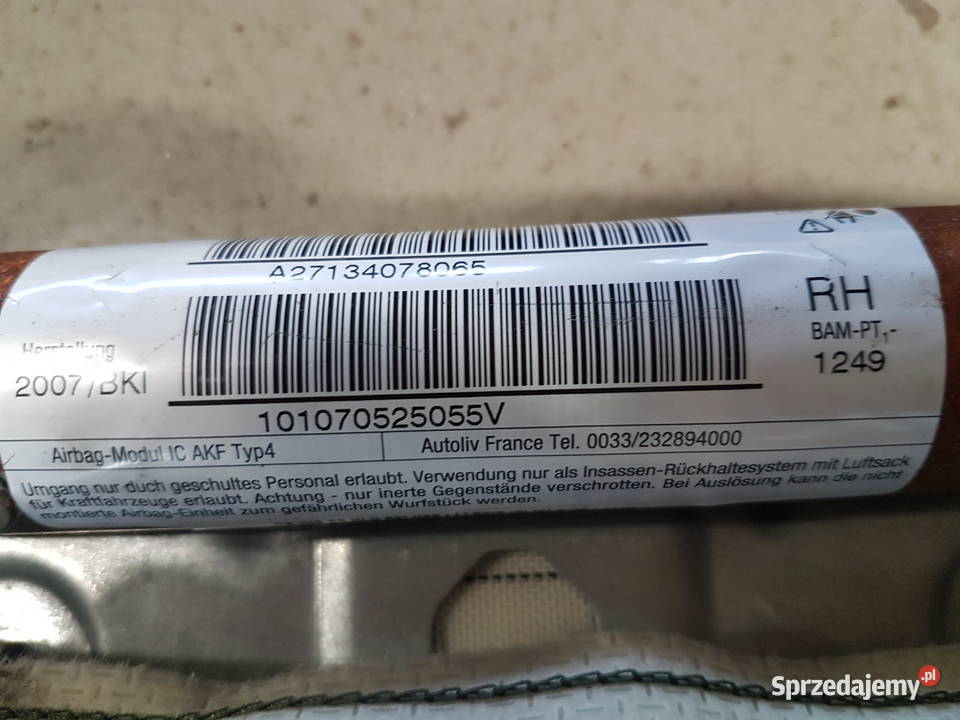 A27134078065
RH
BAM-PT1-
1249
Herstellung
2007/BKI
101070525055V
Airbag-Modul IC AKF Typ4
Autoliv France Tel. 0033/232894000
Umgang nur duch geschultes Personal erlaubt. Verwendung nur als Insassen-Rückhaltesystem mit Luftsack
für Kraftfahrzeuge erlaubt. Achtung - nur inerte Gegenstände verschrotten. Bei Auslösung kann die nicht
montierte Airbag-Einheit zum gefährlichen Wurfstück werden.
Sprzedajemy.pl